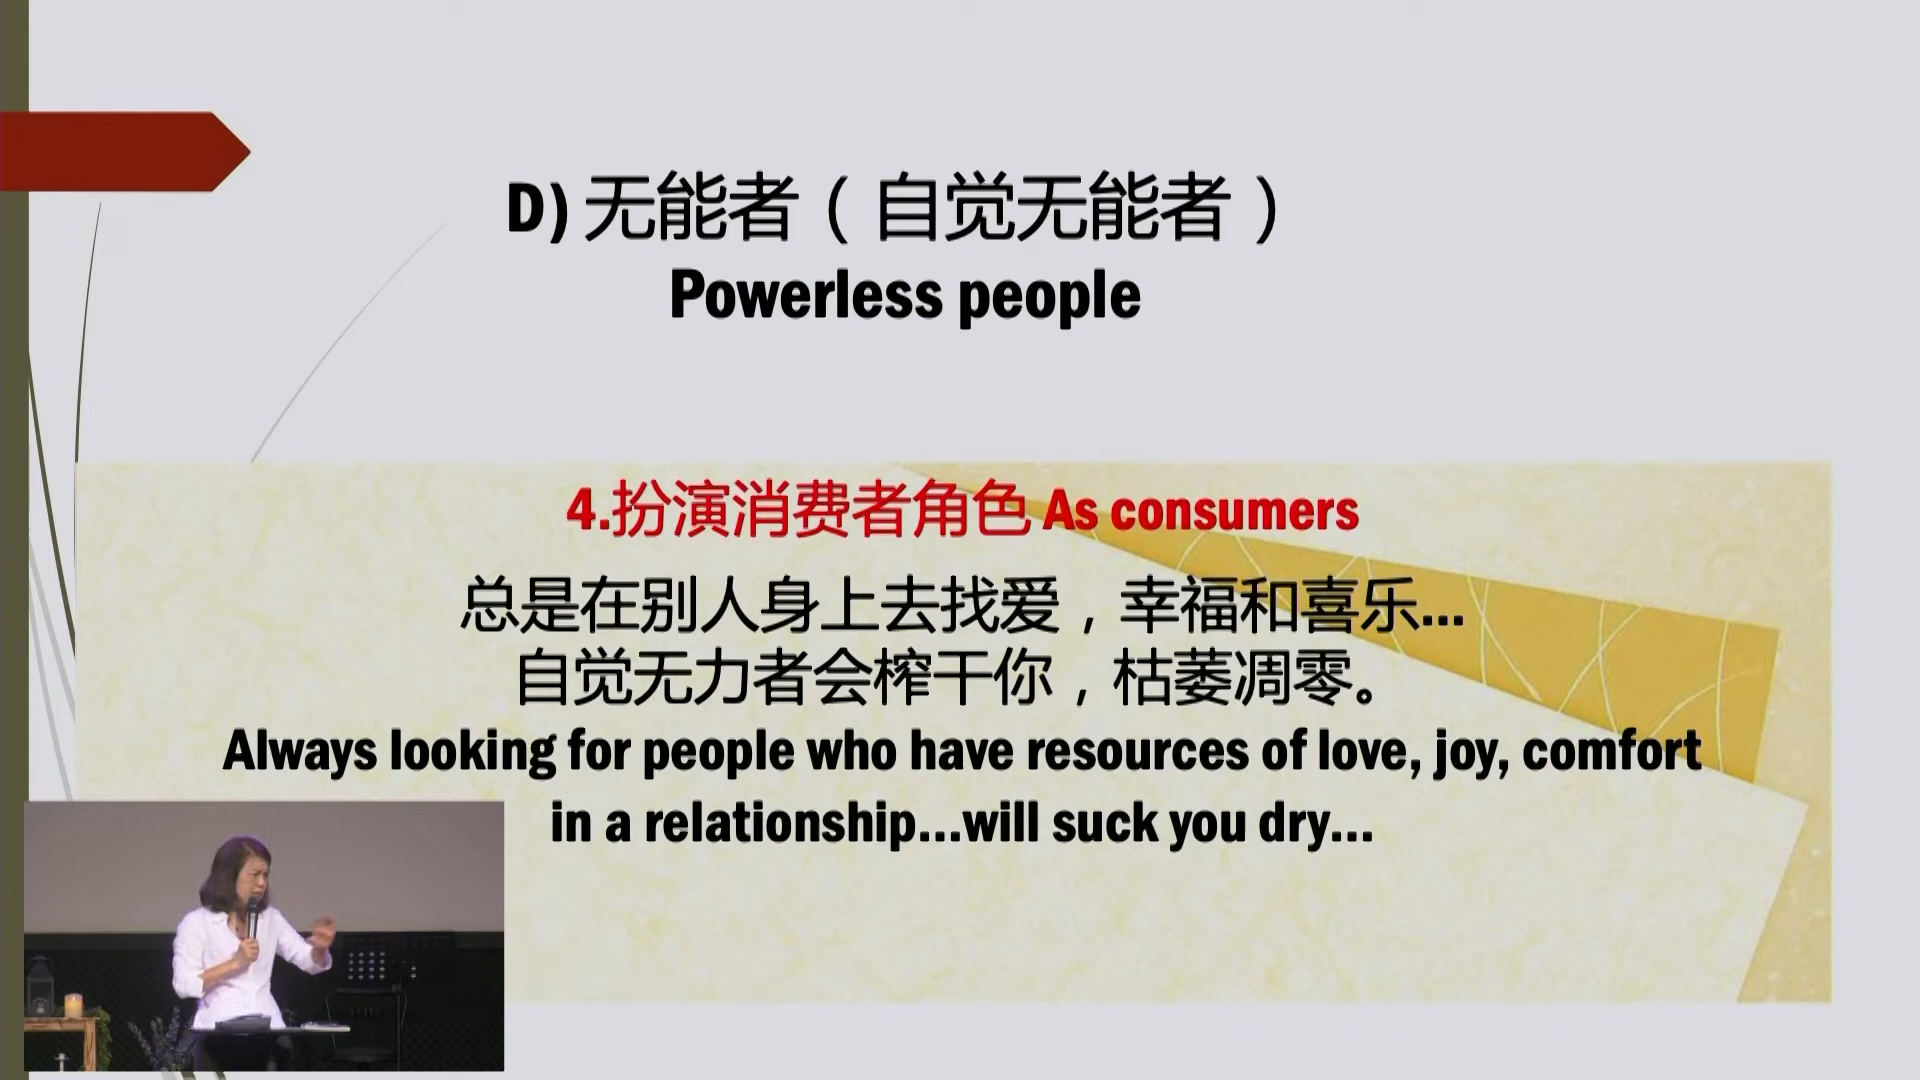 D) 无能者（自觉无能者）
Powerless people
4.扮演消费者角色 As consumers
总是在别人身上去找爱，幸福和喜乐...
自觉无力者会榨干你，枯萎凋零。
Always looking for people who have resources of love, joy, comfort
in a relationship...will suck you dry...